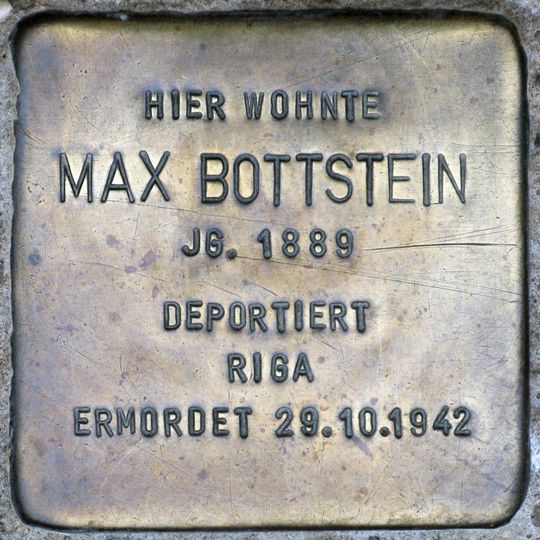 HIER WOHNTE
MAX BOTTSTEIN
JG. 1889
DEPORTIERT
RIGA
ERMORDET 29.10.1942